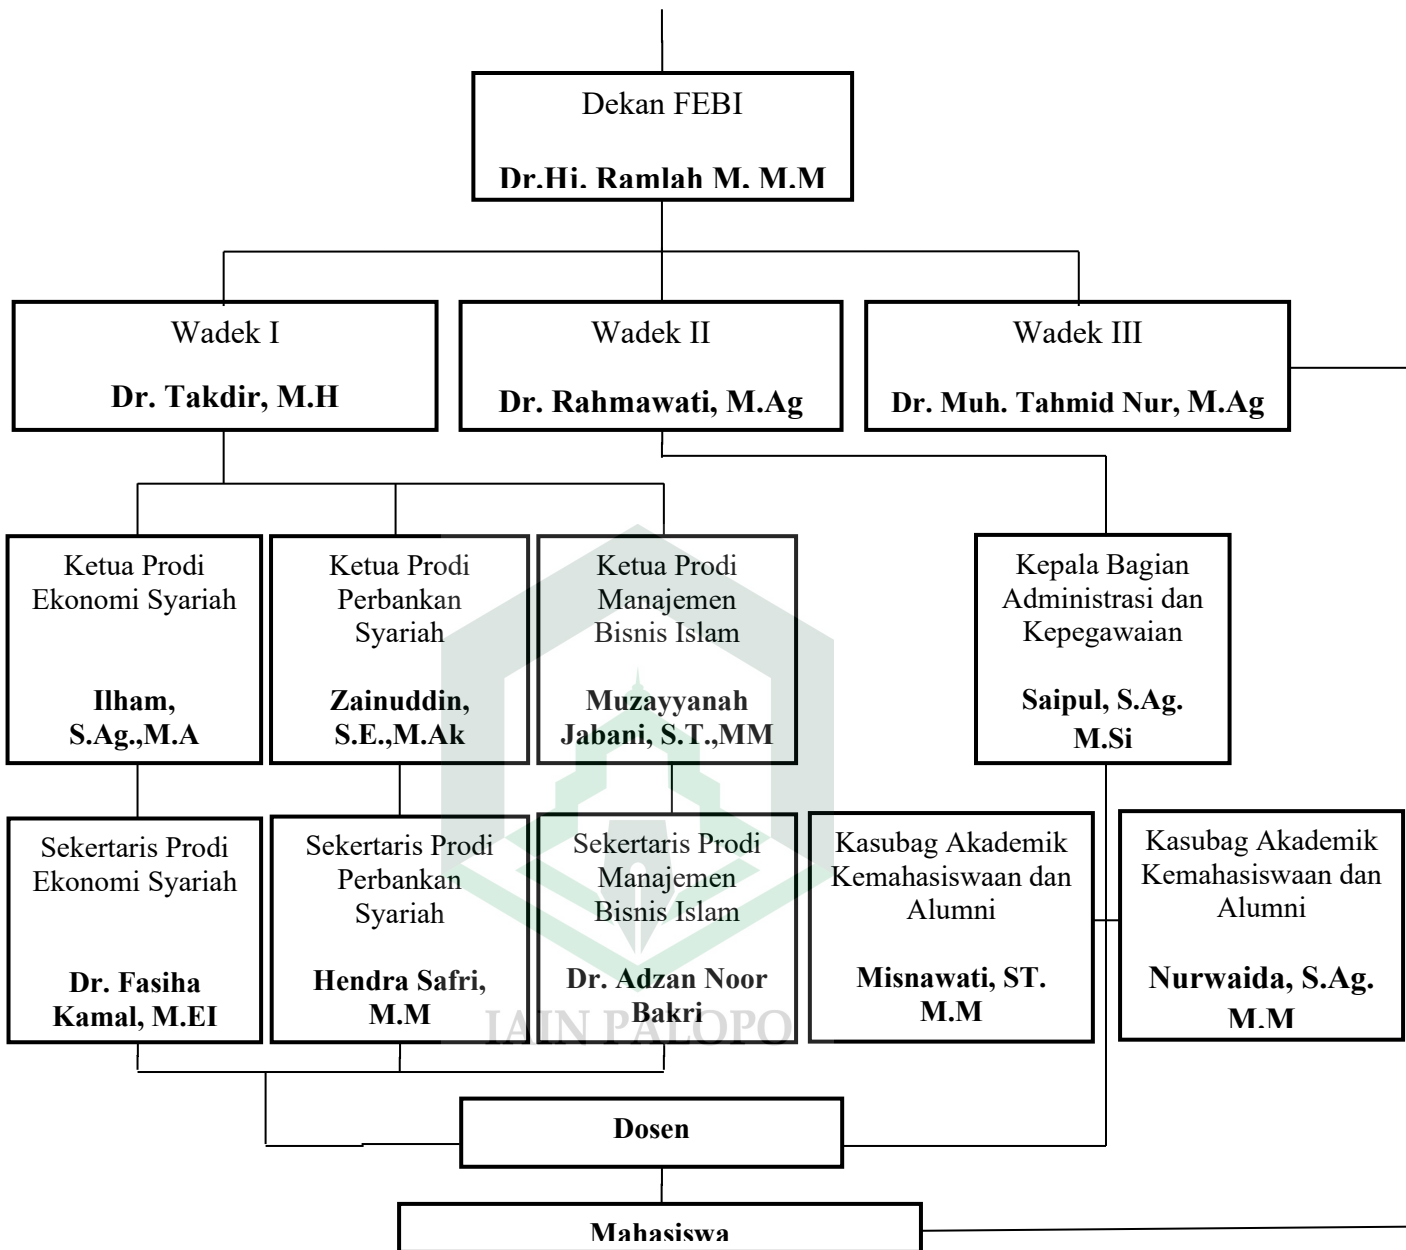 Dekan FEBI
Dr.Hj. Ramlah M, M.M
Wadek I
Dr. Takdir, M.H
Wadek II
Dr. Rahmawati, M.Ag
Wadek III
Dr. Muh. Tahmid Nur, M.Ag
Ketua Prodi
Ekonomi Syariah
Ilham,
S.Ag.,M.A
Ketua Prodi
Perbankan
Syariah
Zainuddin,
S.E.,M.Ak
Ketua Prodi
Manajemen
Bisnis Islam
Muzayyanah
Jabani, S.T.,MM
Kepala Bagian
Administrasi dan
Kepegawaian
Saipul, S.Ag.
M.Si
Sekertaris Prodi
Ekonomi Syariah
Dr. Fasiha
Kamal, M.EI
Sekertaris Prodi
Perbankan
Syariah
Hendra Safri,
M.M
Sekertaris Prodi
Manajemen
Bisnis Islam
Dr. Adzan Noor
Bakri
Kasubag Akademik
Kemahasiswaan dan
Alumni
Misnawati, ST.
M.M
Kasubag Akademik
Kemahasiswaan dan
Alumni
Nurwaida, S.Ag.
M.M
IAIN PALOPO
Dosen
Mahasiswa